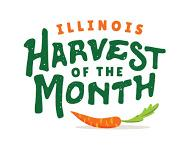 ILLINOIS
HARVEST
OF THE
MONTH